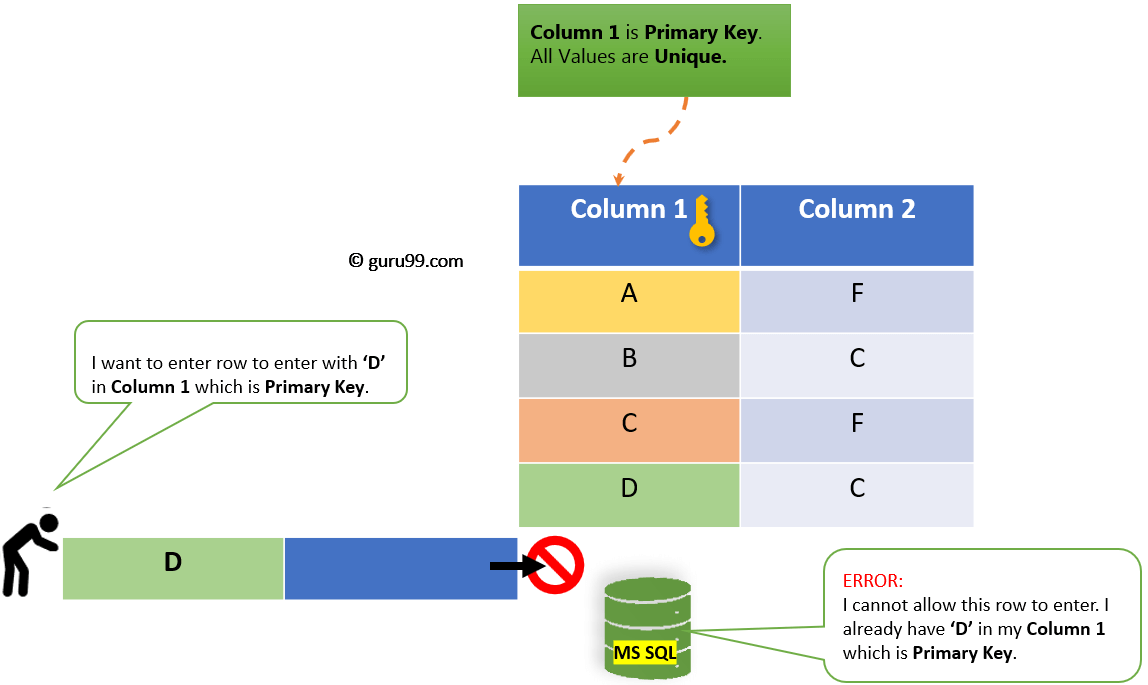 Column 1 is Primary Key.
All Values are Unique.
Column 1
Column 2
© guru99.com
A
F
B
C
C
F
D
C
I want to enter row to enter with ‘D’
in Column 1 which is Primary Key.
D
ERROR:
I cannot allow this row to enter. I
already have ‘D’ in my Column 1
which is Primary Key.
MS SQL